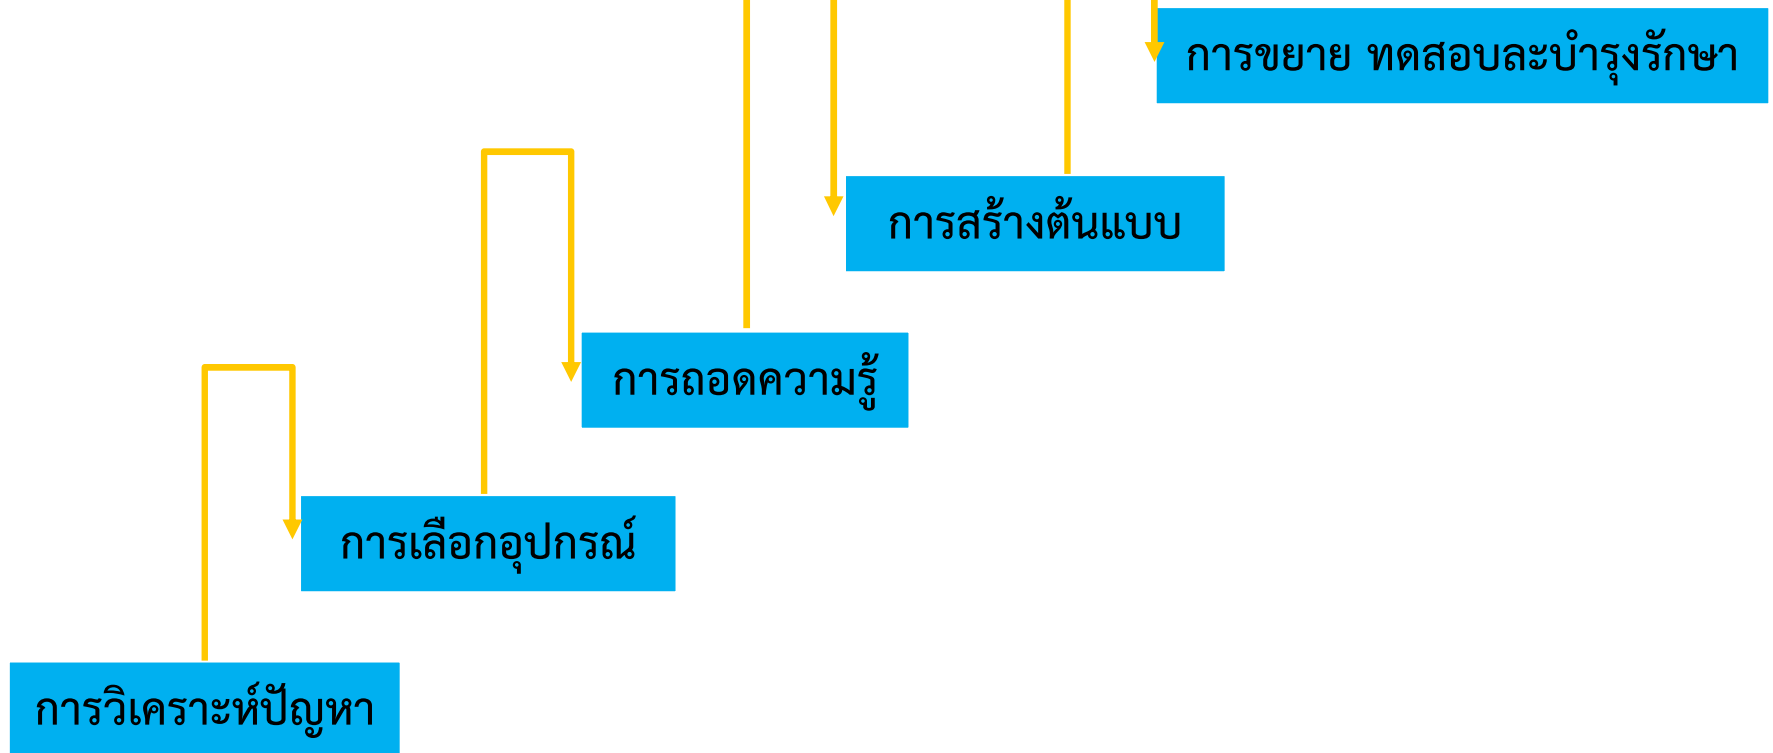 การขยาย ทดสอบละบำรุงรักษา
การสร้างต้นแบบ
การถอดความรู้
การเลือกอุปกรณ์
การวิเคราะห์ปัญหา